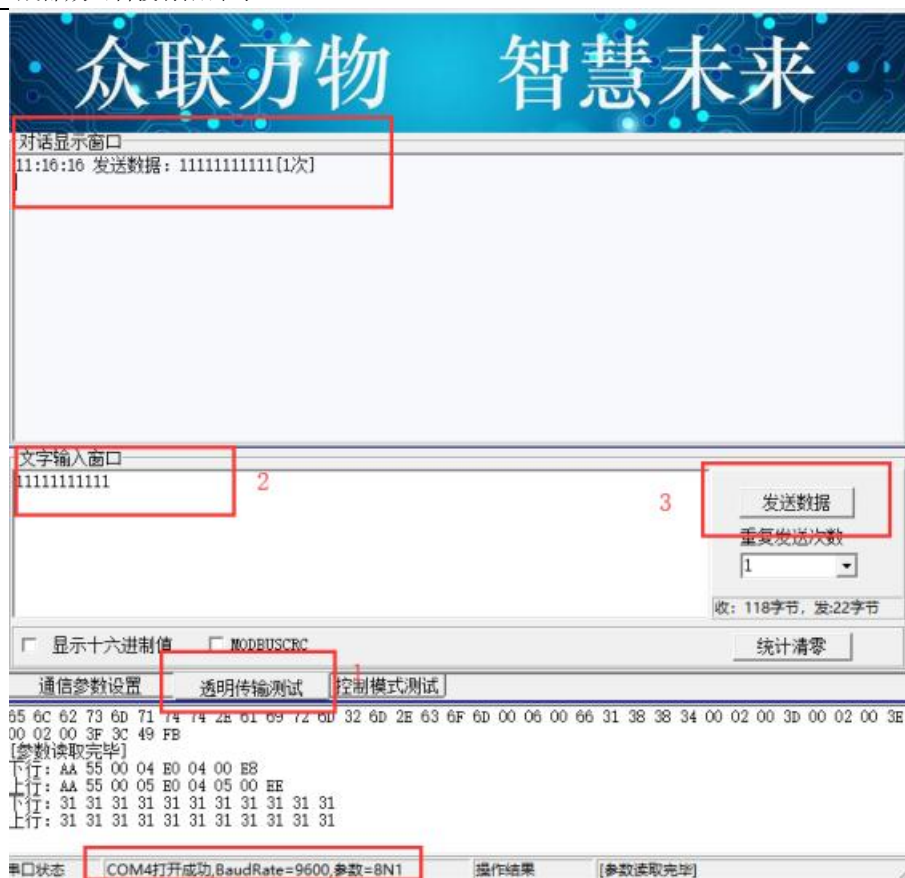 众联万物 智慧未来
对话显示窗口
11:16:16 发送数据：11111111111[1次]
文字输入窗口
11111111111
2
3
发送数据
重复发送次数
1
收：118字节，发:22字节
显示十六进制值 MODBUSCRC 统计清零
1
通信参数设置 透明传输测试 控制模式测试
65 6C 62 73 6D 71 74 74 2E 61 69 72 6D 32 6D 2E 63 6F 6D 00 06 00 66 31 38 38 34 00 02 00 3D 00 02 00 3E
00 02 00 3F 3C 49 FB
[参数读取完毕]
下行：AA 55 00 04 E0 04 00 E8
上行：AA 55 00 05 E0 04 05 00 EE
下行：31 31 31 31 31 31 31 31 31 31 31
上行：31 31 31 31 31 31 31 31 31 31 31
串口状态 COM4打开成功,BaudRate=9600,参数=8N1 操作结果 [参数读取完毕]